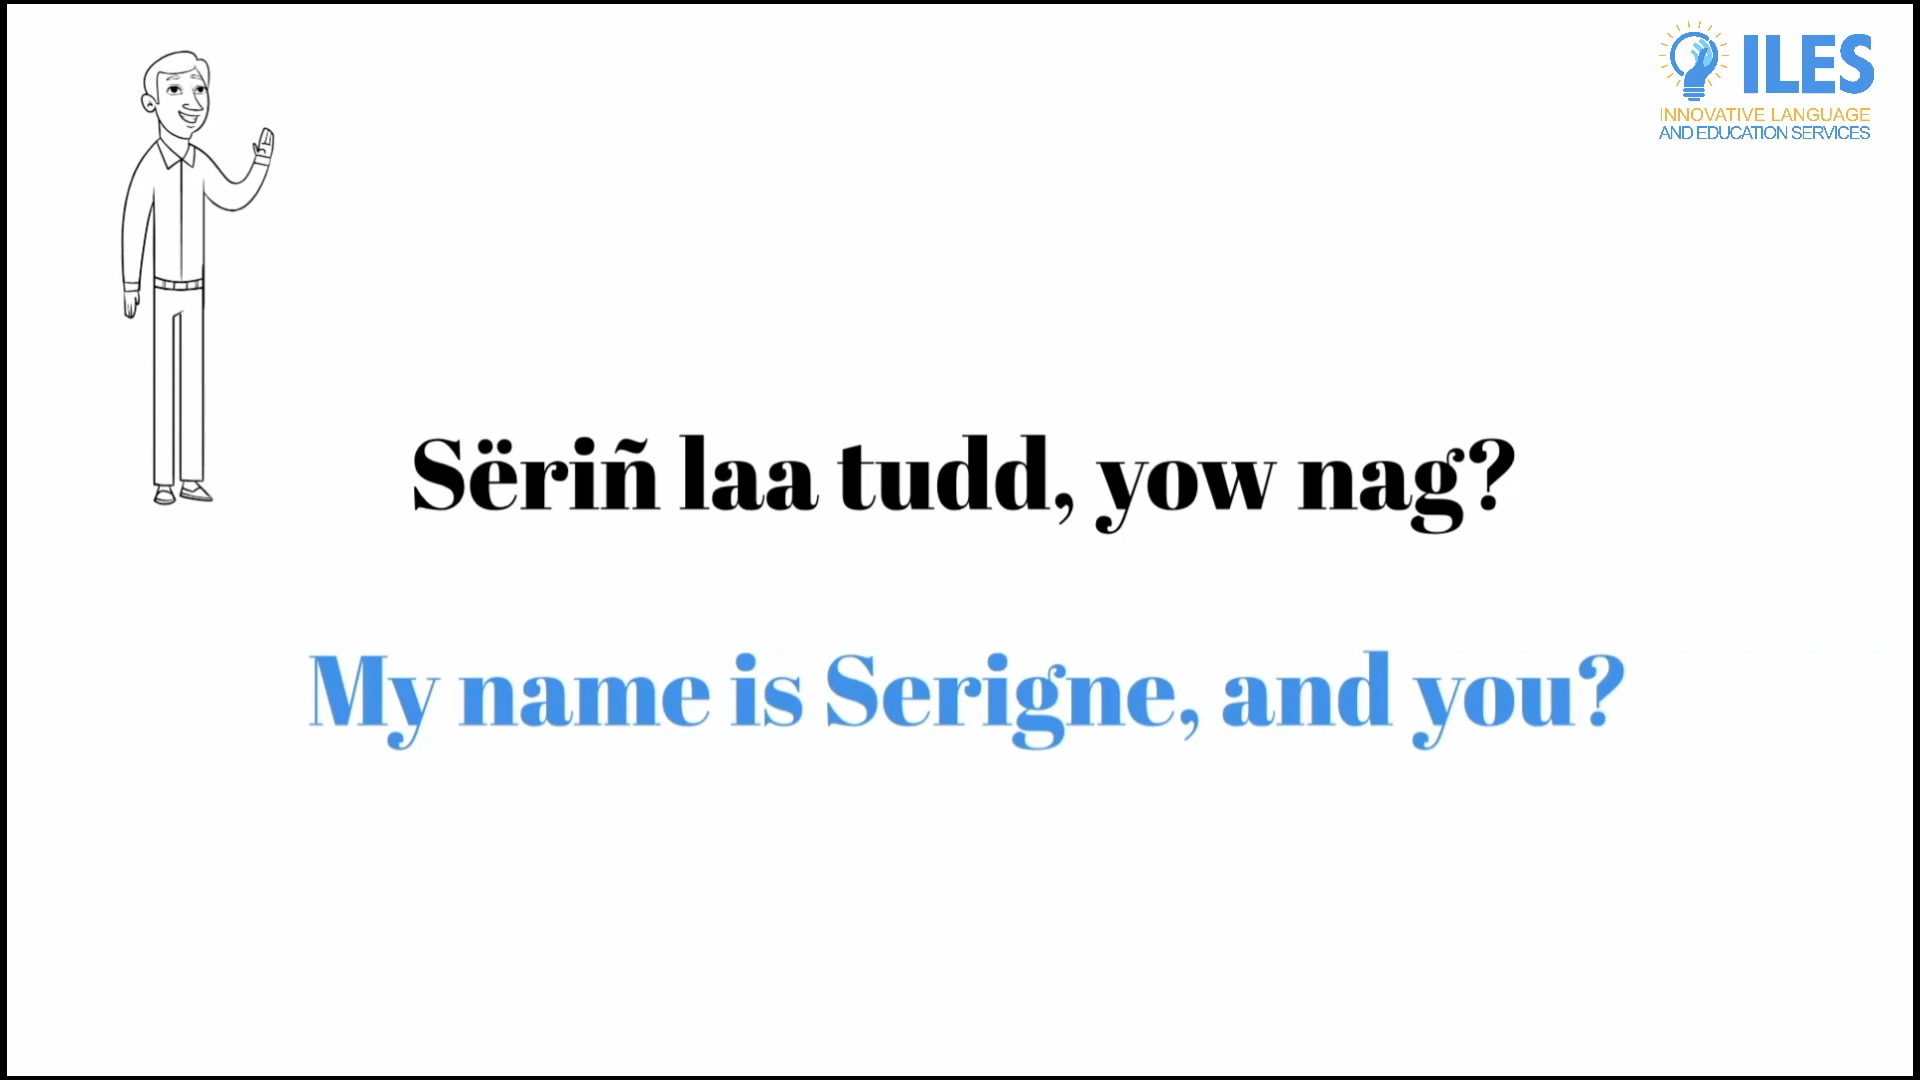 ILES
INNOVATIVE LANGUAGE
AND EDUCATION SERVICES
Sëriñ laa tudd, yow nag?
My name is Serigne, and you?